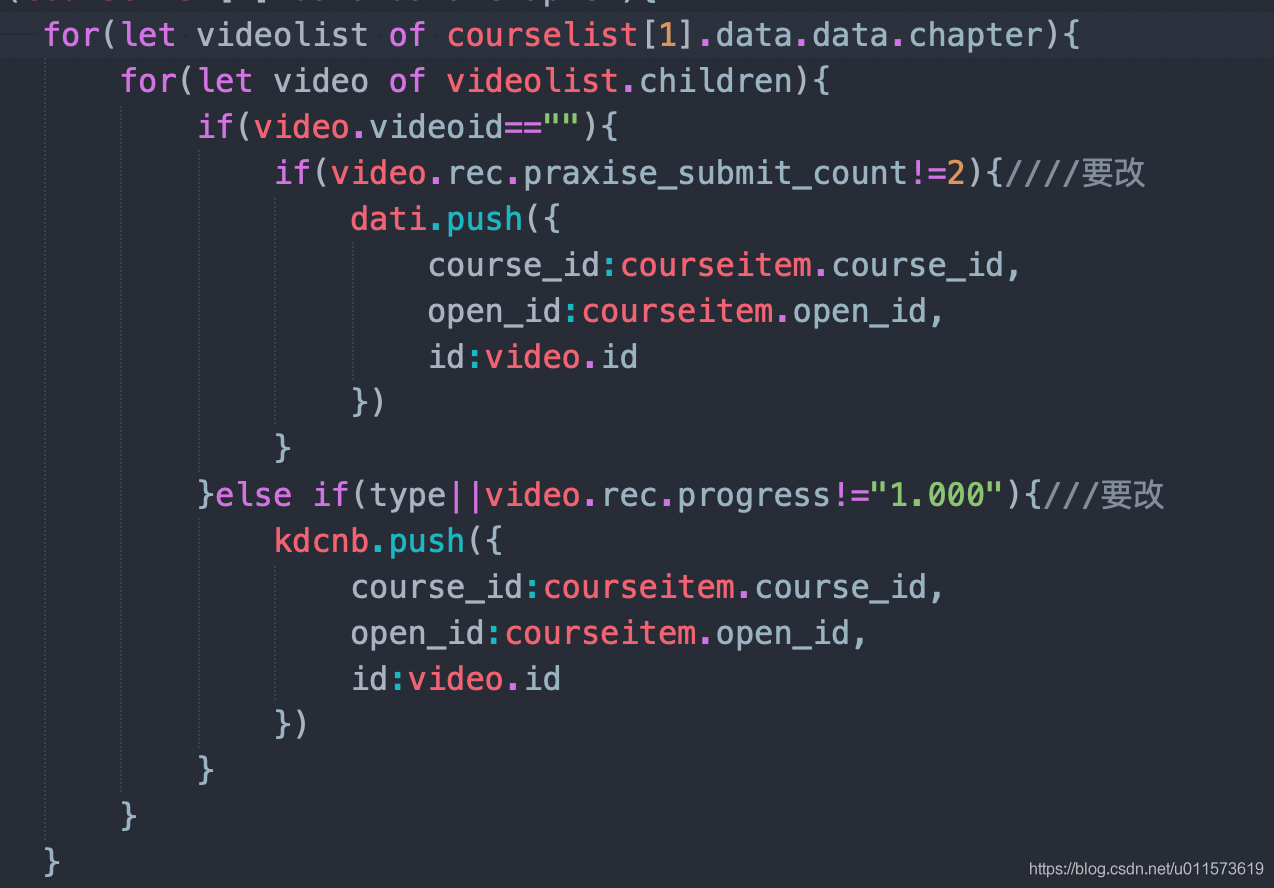 for(let videolist of courselist[1].data.data.chapter){
for(let video of videolist.children){
if(video.videoid==""){
if(video.rec.praxise_submit_count!=2){////要改
dati.push({
course_id:courseitem.course_id,
open_id:courseitem.open_id,
id:video.id
})
}
}else if(type||video.rec.progress!="1.000"){///要改
kdcnb.push({
course_id:courseitem.course_id,
open_id:courseitem.open_id,
id:video.id
})
}
}
}
https://blog.csdn.net/u011573619